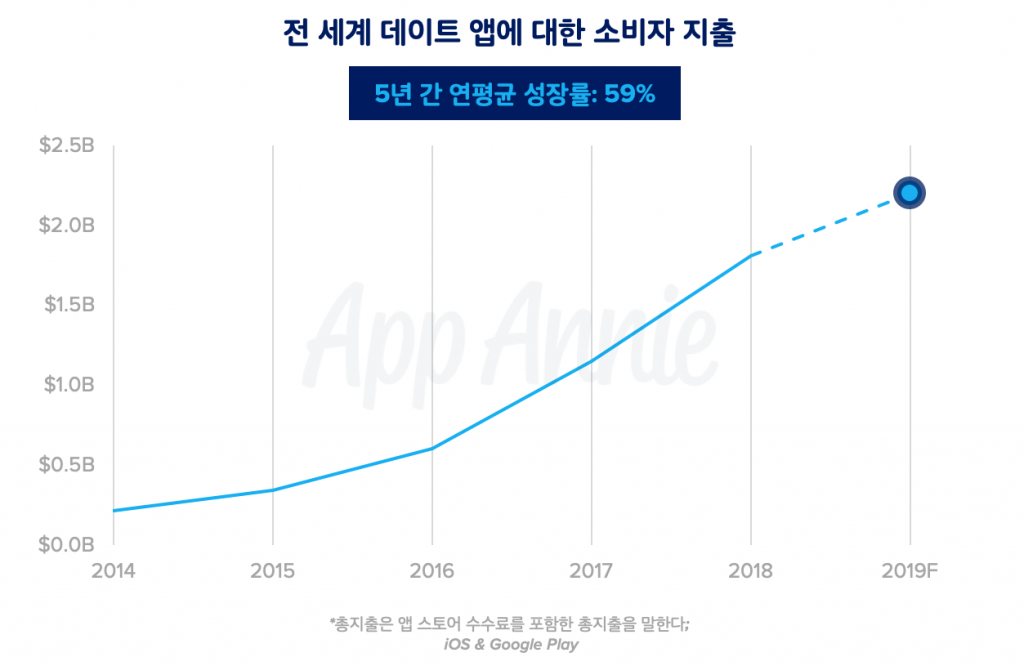 전 세계 데이트 앱에 대한 소비자 지출
5년 간 연평균 성장률: 59%
$2.5B
$2.0B
$1.5B
$1.0B
$0.5B
$0.0B
App Annie
2014 2015 2016 2017 2018 2019F
*총지출은 앱 스토어 수수료를 포함한 총지출을 말한다;
iOS & Google Play